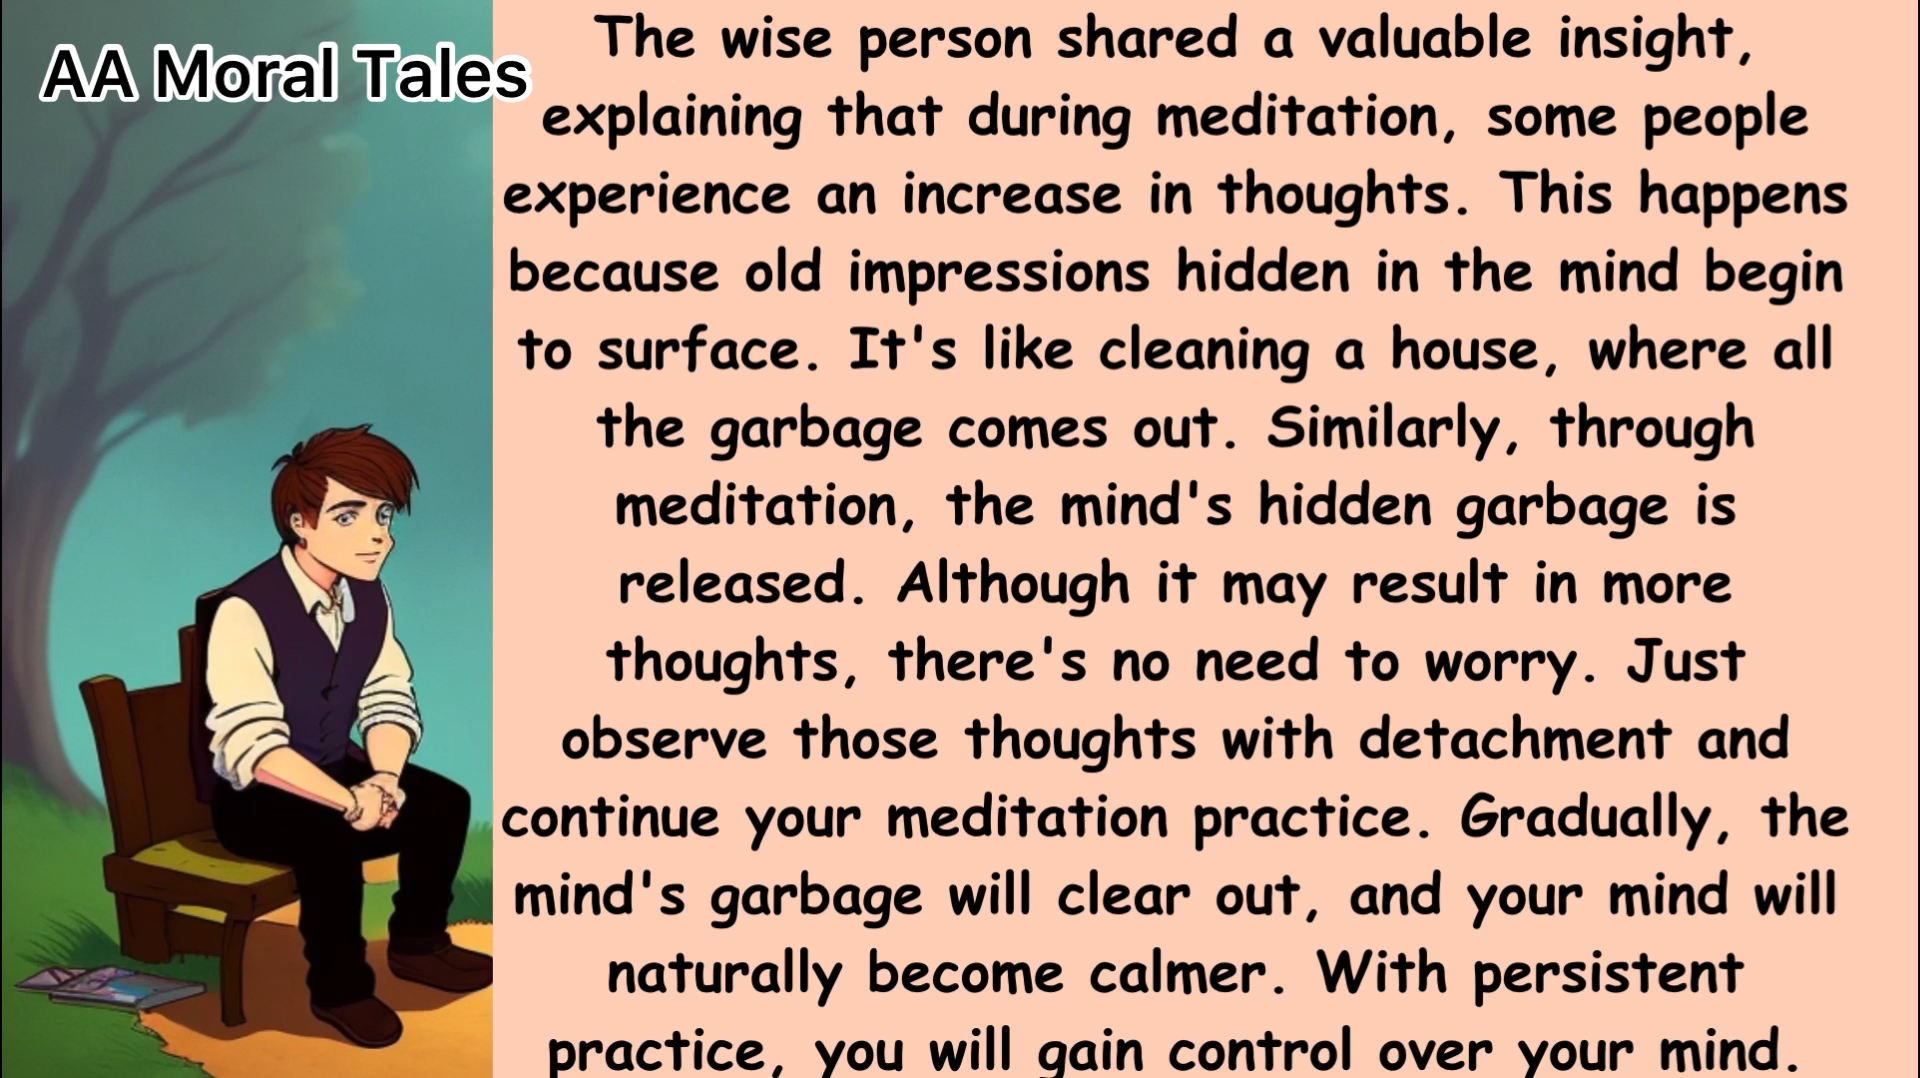 AA Moral Tales
The wise person shared a valuable insight,
explaining that during meditation, some people
experience an increase in thoughts. This happens
because old impressions hidden in the mind begin
to surface. It's like cleaning a house, where all
the garbage comes out. Similarly, through
meditation, the mind's hidden garbage is
released. Although it may result in more
thoughts, there's no need to worry. Just
observe those thoughts with detachment and
continue your meditation practice. Gradually, the
mind's garbage will clear out, and your mind will
naturally become calmer. With persistent
practice, you will gain control over your mind.